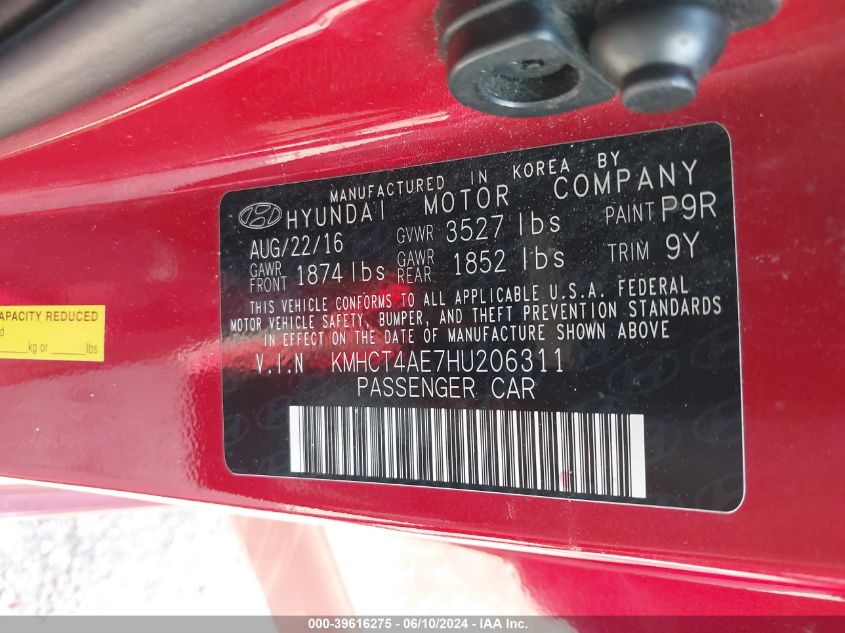 MANUFACTURED IN KOREA BY
HYUNDAI MOTOR COMPANY
AUG/22/16 GVWR 3527 lbs PAINT P9R
GAWR FRONT 1874 lbs GAWR REAR 1852 lbs TRIM 9Y
THIS VEHICLE CONFORMS TO ALL APPLICABLE U.S.A. FEDERAL
MOTOR VEHICLE SAFETY, BUMPER, AND THEFT PREVENTION STANDARDS
IN EFFECT ON THE DATE OF MANUFACTURE SHOWN ABOVE
V.I.N KMHCT4AE7HU206311
PASSENGER CAR
CAPACITY REDUCED
kg or lbs
000-39616275 - 06/10/2024 - IAA Inc.